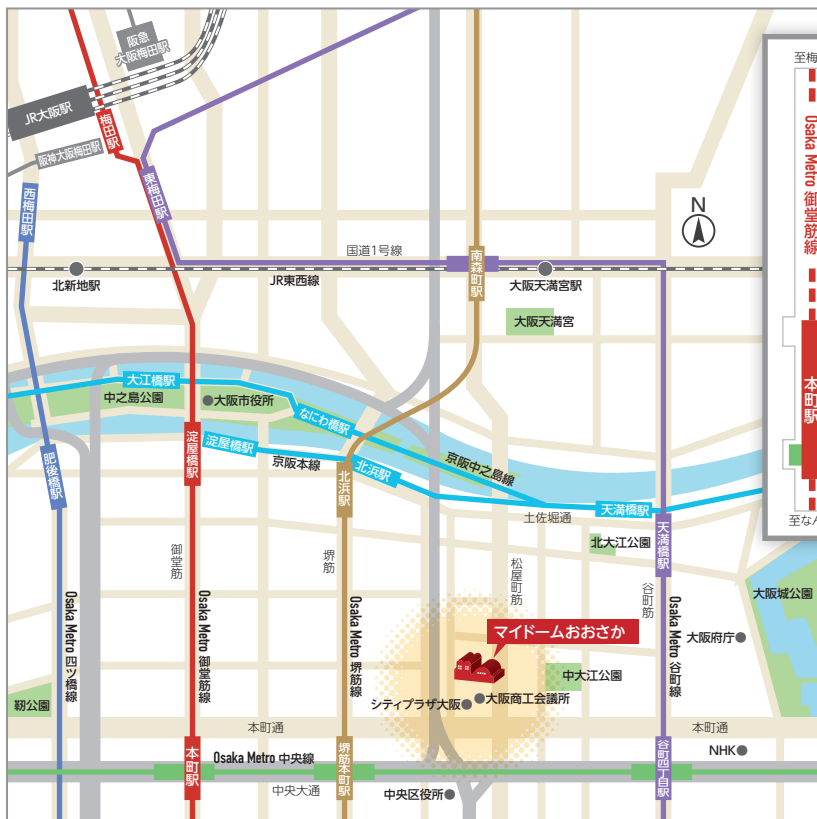 阪急
大阪梅田駅
JR大阪駅
梅田駅
阪神大阪梅田駅
東梅田駅
西梅田駅
N
至梅
Osaka Metro 御堂筋線
本町駅
至なん
国道1号線
南森町駅
北新地駅
JR東西線
大阪天満宮駅
大阪天満宮
大江橋駅
中之島公園
大阪市役所
なにわ橋駅
淀屋橋駅
淀屋橋駅
京阪本線
北浜駅
北浜駅
京阪中之島線
肥後橋駅
天満橋駅
天満橋駅
土佐堀通
北大江公園
御堂筋
堺筋
松屋町筋
谷町筋
大阪城公園
Osaka Metro 四ツ橋線
Osaka Metro 御堂筋線
Osaka Metro 堺筋線
Osaka Metro 谷町線
マイドームおおさか
大阪府庁
中大江公園
大阪商工会議所
シティプラザ大阪
靭公園
本町通
本町通
NHK
本町駅
Osaka Metro 中央線
堺筋本町駅
谷町四丁目駅
中央大通
中央区役所